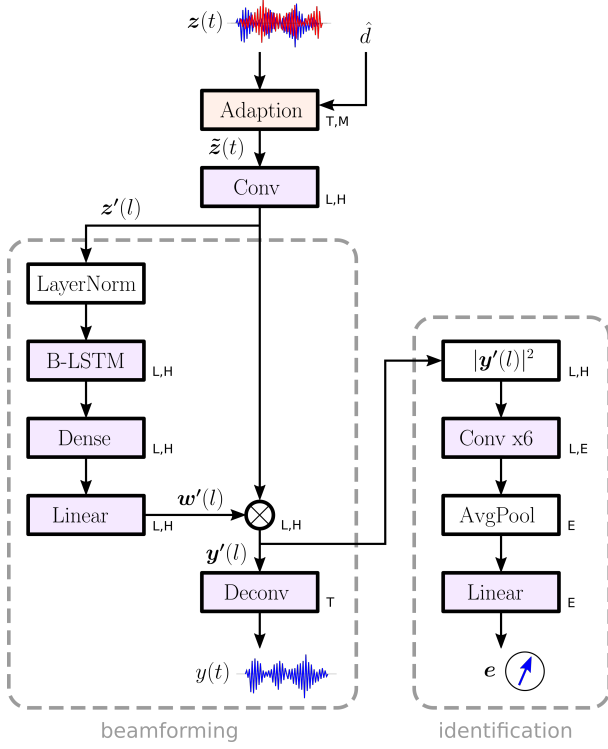 z(t)
d̂
Adaption
T,M
z̃(t)
Conv
L,H
z′(l)
LayerNorm
B-LSTM
L,H
Dense
L,H
Linear
L,H
w′(l)
L,H
y′(l)
Deconv
T
y(t)
beamforming
|y′(l)|²
L,H
Conv x6
L,E
AvgPool
E
Linear
E
e
identification